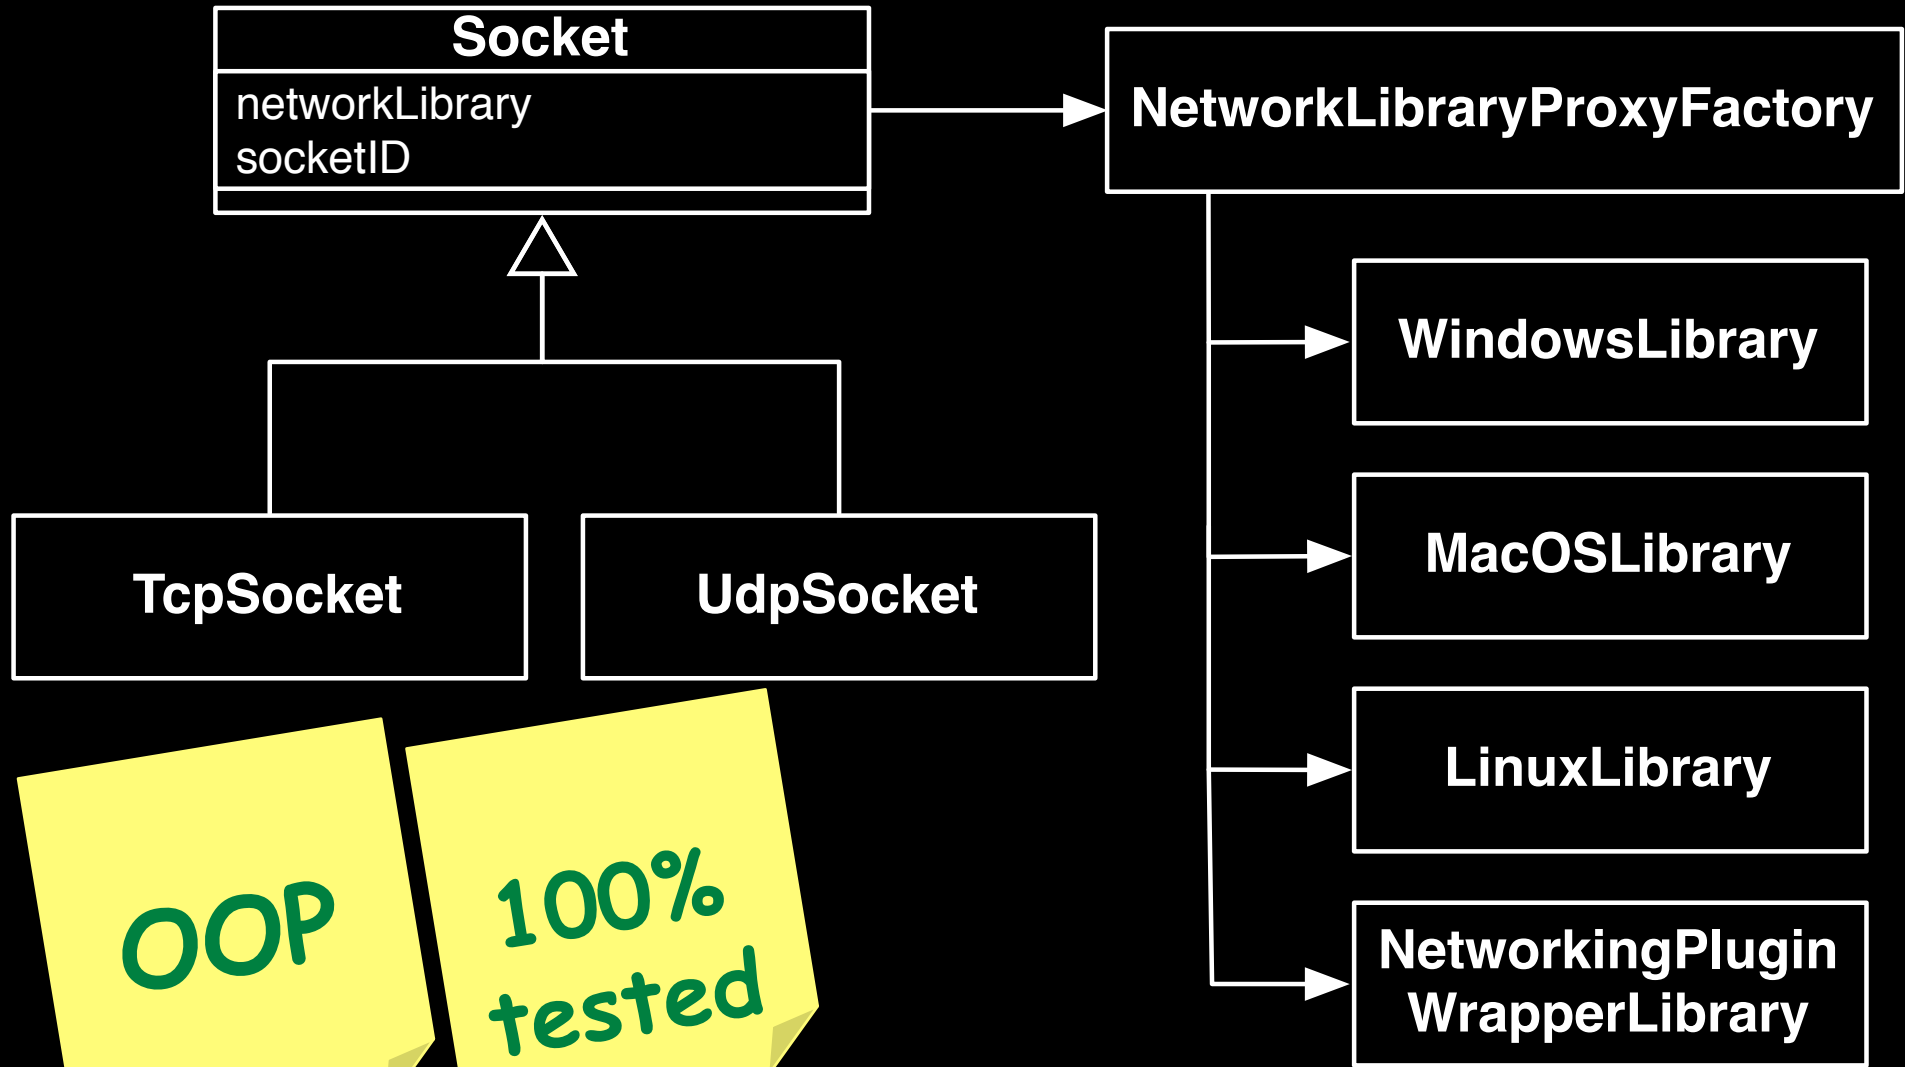 Socket
networkLibrary
socketID
NetworkLibraryProxyFactory
WindowsLibrary
MacOSLibrary
TcpSocket
UdpSocket
LinuxLibrary
NetworkingPlugin
WrapperLibrary
OOP
100%
tested